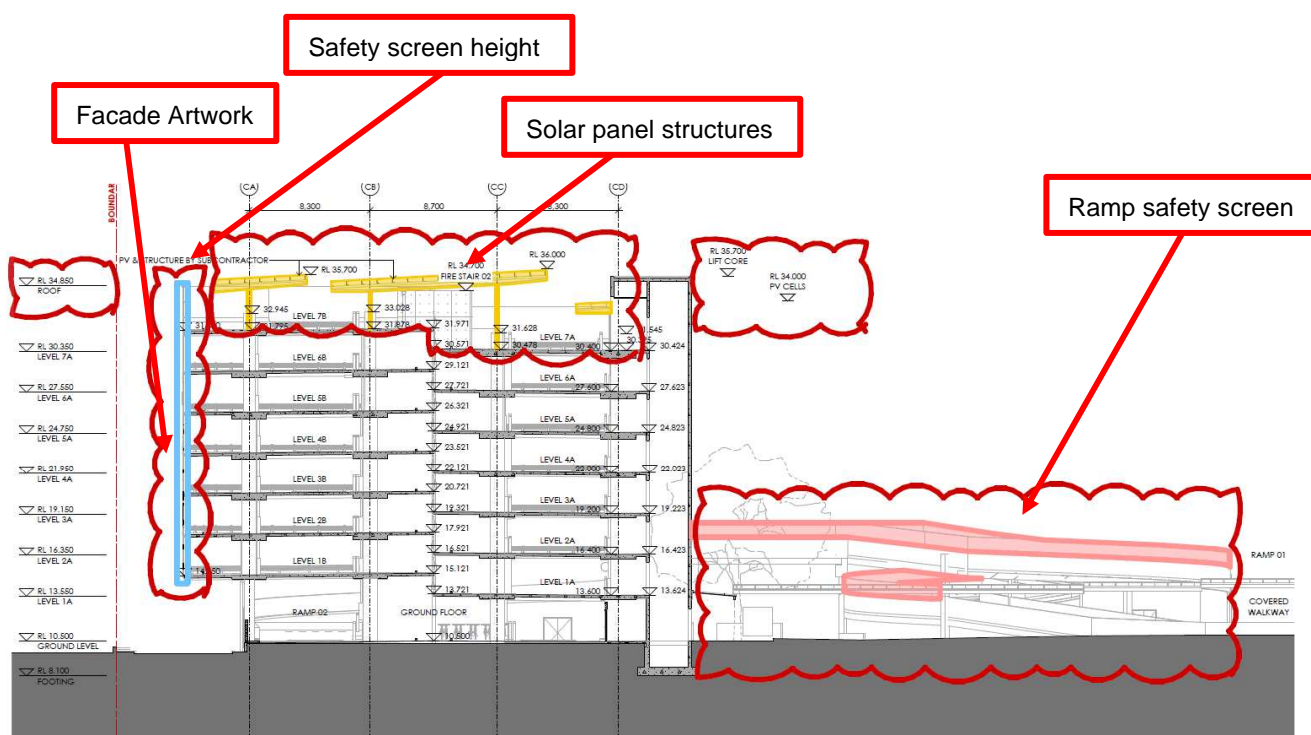 Safety screen height
Facade Artwork
Solar panel structures
Ramp safety screen
BOUNDAR
CA
CB
CC
CD
8,300
8,700
8,300
PV & STRUCTURE BY SUBCONTRACTOR
RL 35.700
RL 34.700
FIRE STAIR 02
RL 36.000
RL 35.700
LIFT CORE
RL 34.000
PV CELLS
RL 34.850
ROOF
32.945
33.028
LEVEL 7B
31.795
31.878
31.971
31.628
LEVEL 7A
30.571
30.478
30.400
30.424
RL 30.350
LEVEL 7A
LEVEL 6B
29.121
LEVEL 6A
RL 27.550
LEVEL 6A
27.721
27.600
27.623
LEVEL 5B
26.321
LEVEL 5A
RL 24.750
LEVEL 5A
24.921
24.800
24.823
LEVEL 4B
23.521
LEVEL 4A
RL 21.950
LEVEL 4A
22.121
22.000
22.023
LEVEL 3B
20.721
LEVEL 3A
RL 19.150
LEVEL 3A
19.321
19.200
19.223
LEVEL 2B
17.921
LEVEL 2A
RL 16.350
LEVEL 2A
16.521
16.400
16.423
RAMP 01
LEVEL 1B
15.121
LEVEL 1A
RL 13.550
LEVEL 1A
13.721
13.600
13.624
COVERED
WALKWAY
RAMP 02
GROUND FLOOR
RL 10.500
GROUND LEVEL
10.500
RL 8.100
FOOTING